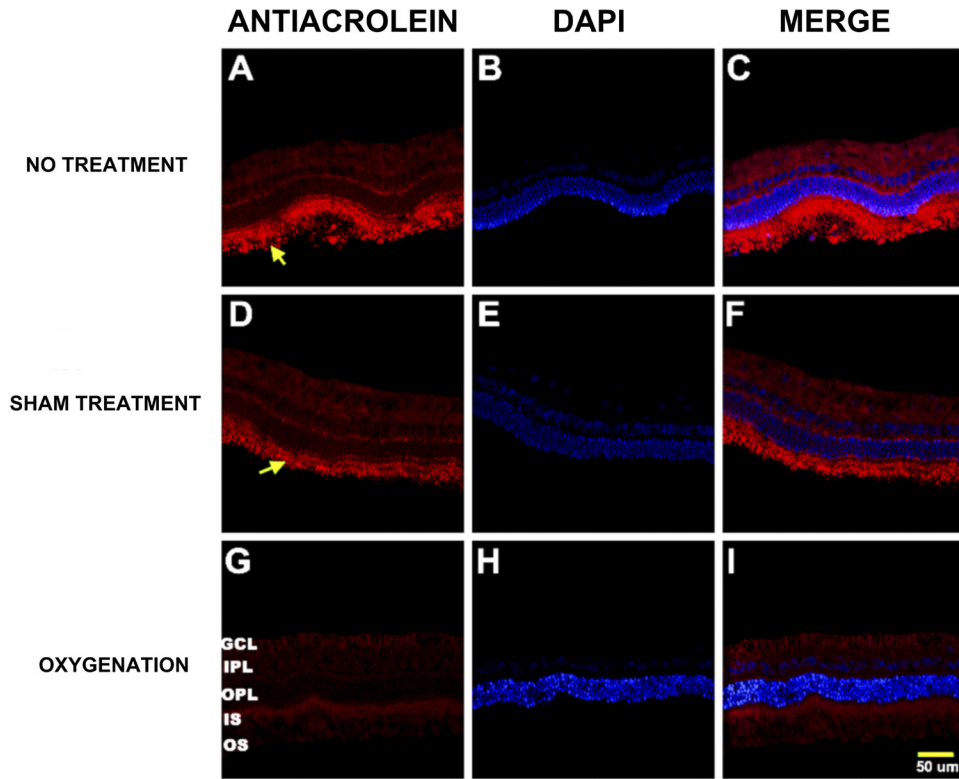 ANTIACROLEIN DAPI MERGE
A B C
NO TREATMENT
D E F
SHAM TREATMENT
G H I
GCL
IPL
OXYGENATION
OPL
IS
OS
50 um